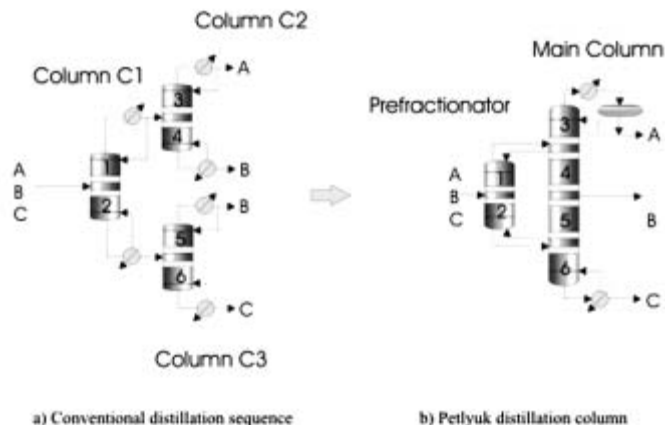 Column C2
Main Column
Column C1
Prefractionator
A
3
4
B
A
B
C
1
2
B
5
6
C
A
B
C
1
2
3
4
5
6
A
B
C
Column C3
a) Conventional distillation sequence
b) Petlyuk distillation column